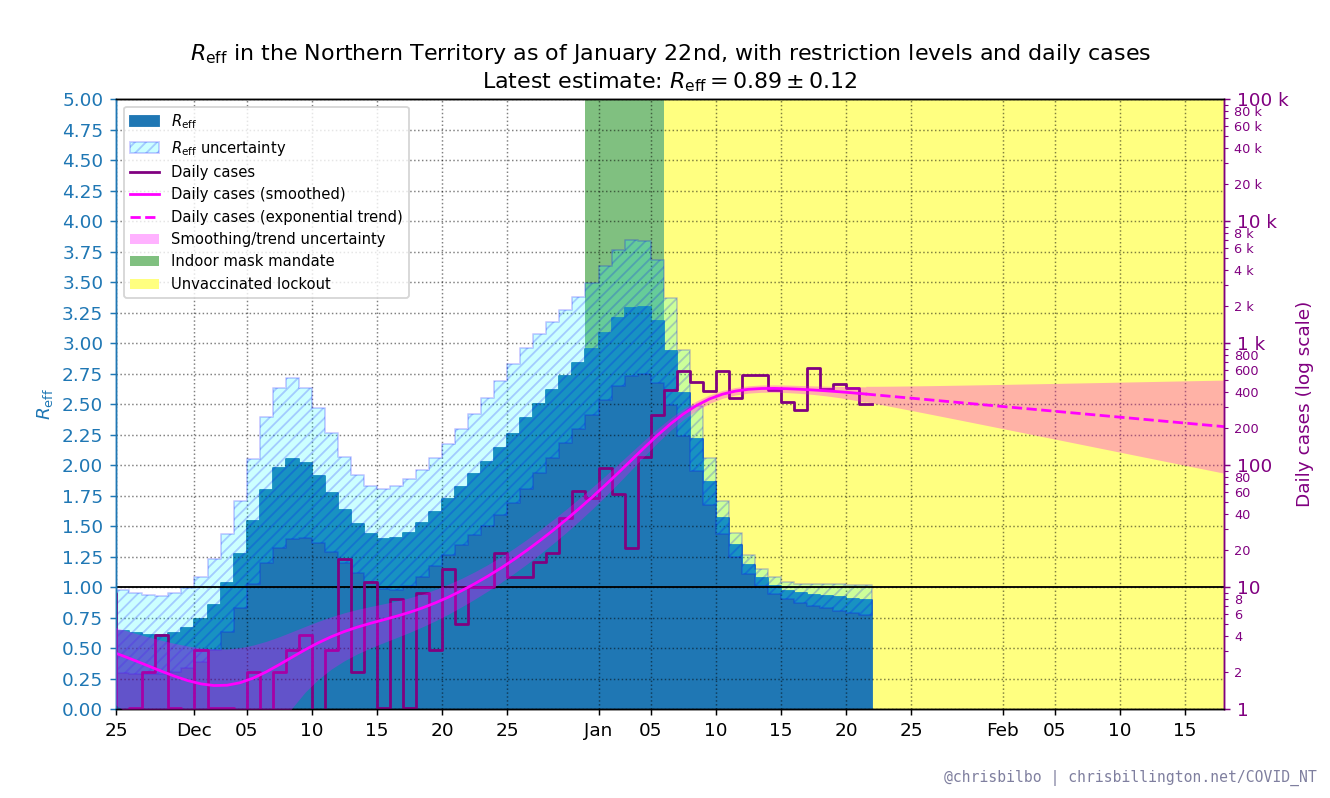 R_eff in the Northern Territory as of January 22nd, with restriction levels and daily cases
Latest estimate: R_eff = 0.89 ± 0.12
R_eff
R_eff uncertainty
Daily cases
Daily cases (smoothed)
Daily cases (exponential trend)
Smoothing/trend uncertainty
Indoor mask mandate
Unvaccinated lockout
5.00
4.75
4.50
4.25
4.00
3.75
3.50
3.25
3.00
2.75
2.50
2.25
2.00
1.75
1.50
1.25
1.00
0.75
0.50
0.25
0.00
R_eff
100 k
80 k
60 k
40 k
20 k
10 k
8 k
6 k
4 k
2 k
1 k
800
600
400
200
100
80
60
40
20
10
8
6
4
2
1
Daily cases (log scale)
25 Dec 05 10 15 20 25 Jan 05 10 15 20 25 Feb 05 10 15
@chrisbilbo | chrisbillington.net/COVID_NT